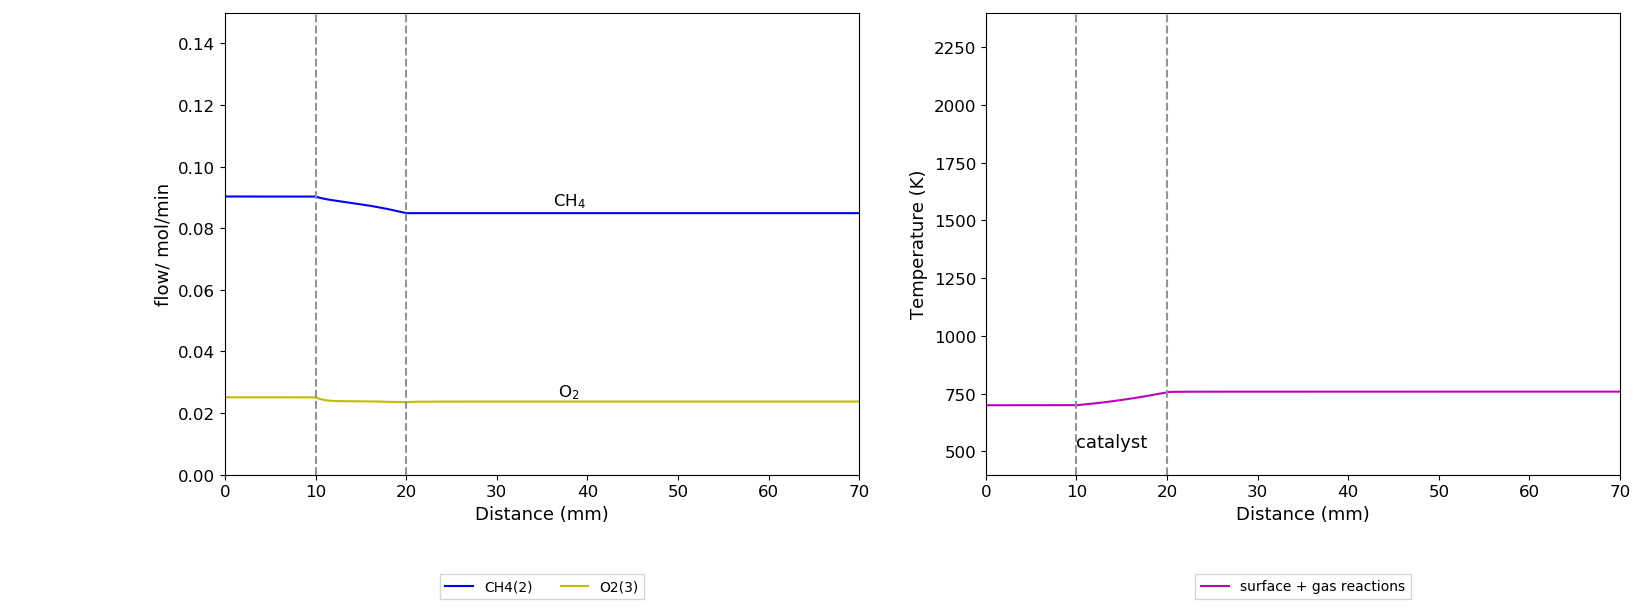 0.14
0.12
0.10
0.08
0.06
0.04
0.02
0.00
flow/ mol/min
CH₄
O₂
0 10 20 30 40 50 60 70
Distance (mm)
CH4(2) O2(3)
2250
2000
1750
1500
1250
1000
750
500
Temperature (K)
catalyst
0 10 20 30 40 50 60 70
Distance (mm)
surface + gas reactions